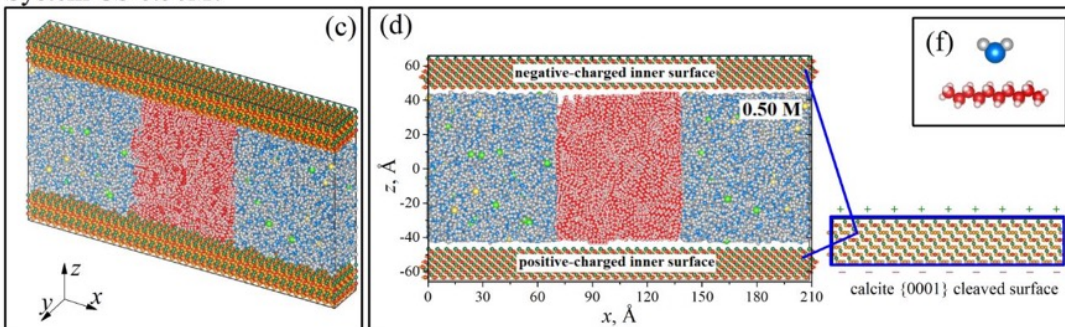 (c)
z
y
x
(d)
negative-charged inner surface
0.50 M
positive-charged inner surface
z, Å
60
40
20
0
-20
-40
-60
0
30
60
90
120
150
180
210
x, Å
(f)
+ + + + + + + +
− − − − − − − −
calcite {0001} cleaved surface